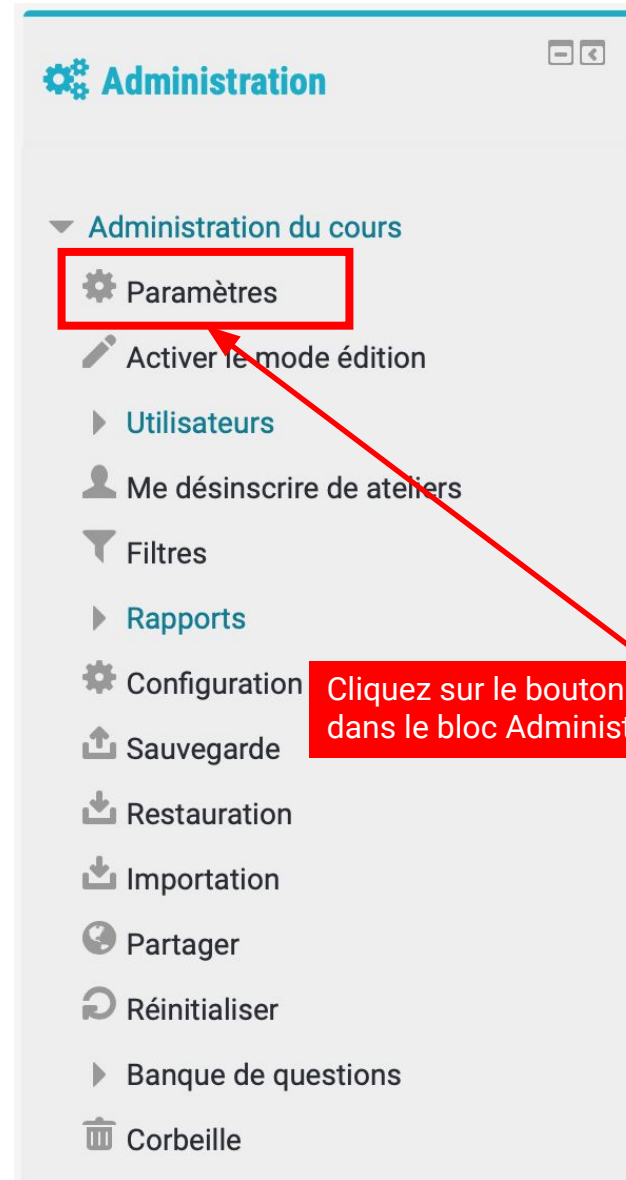 Administration
Administration du cours
Paramètres
Activer le mode édition
Utilisateurs
Me désinscrire de ateliers
Filtres
Rapports
Configuration
Cliquez sur le bouton
dans le bloc Administ
Sauvegarde
Restauration
Importation
Partager
Réinitialiser
Banque de questions
Corbeille